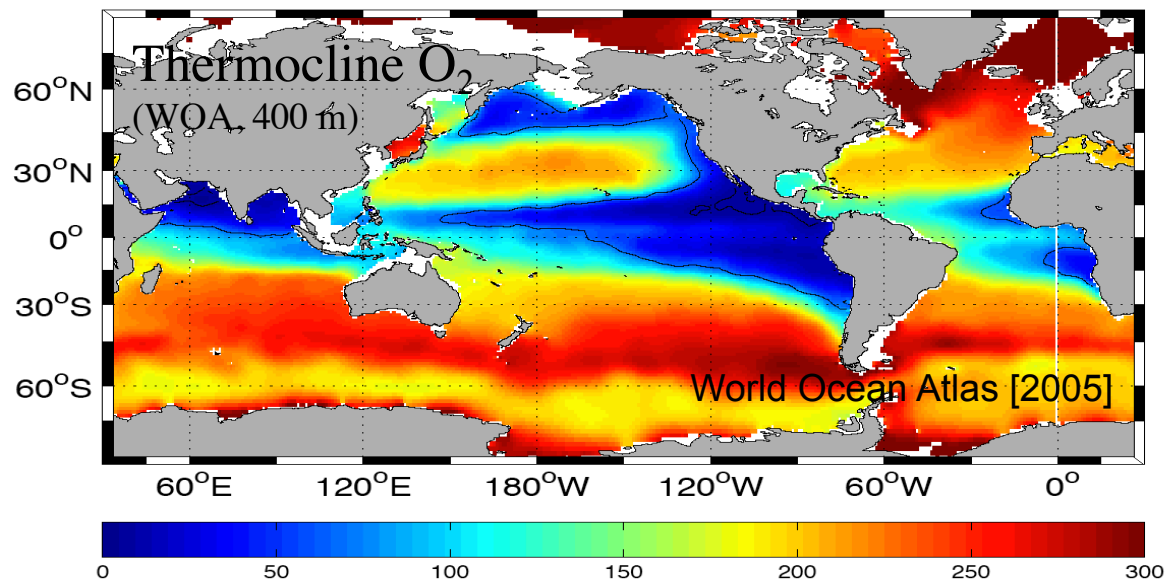 Thermocline O₂
(WOA, 400 m)
60°N
30°N
0°
30°S
60°S
World Ocean Atlas [2005]
60°E 120°E 180°W 120°W 60°W 0°
0 50 100 150 200 250 300